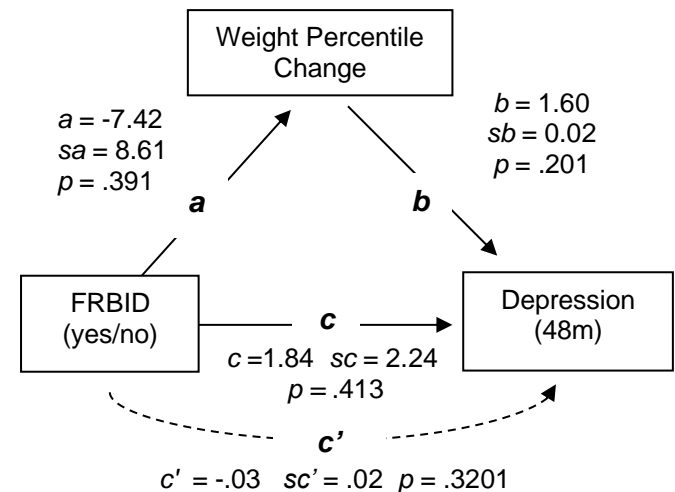 Weight Percentile
Change
a = -7.42
sa = 8.61
p = .391
b = 1.60
sb = 0.02
p = .201
a
b
FRBID
(yes/no)
c
Depression
(48m)
c =1.84 sc = 2.24
p = .413
c'
c' = -.03 sc' = .02 p = .3201